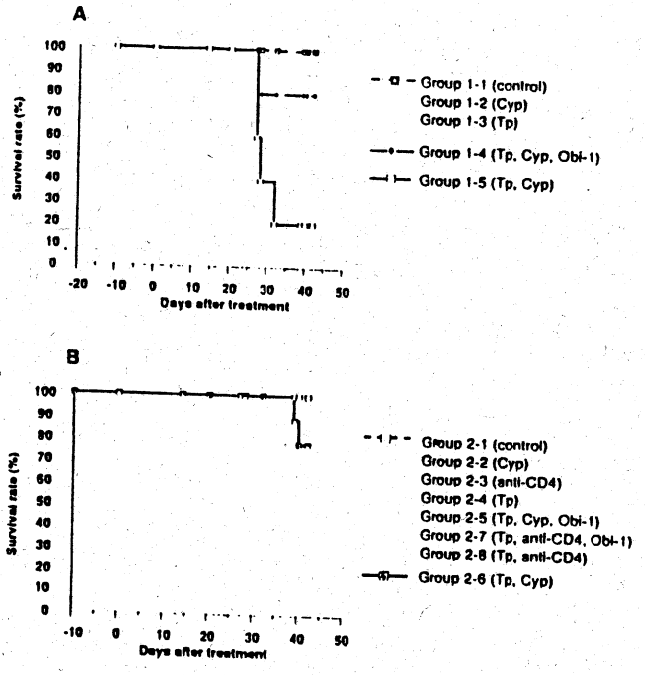 A
100
90
80
70
60
50
40
30
20
10
0
Survival rate (%)
-20 -10 0 10 20 30 40 50
Days after treatment
Group 1-1 (control)
Group 1-2 (Cyp)
Group 1-3 (Tp)
Group 1-4 (Tp, Cyp, Obi-1)
Group 1-5 (Tp, Cyp)
B
100
90
80
70
60
50
40
30
20
10
0
Survival rate (%)
-10 0 10 20 30 40 50
Days after treatment
Group 2-1 (control)
Group 2-2 (Cyp)
Group 2-3 (anti-CD4)
Group 2-4 (Tp)
Group 2-5 (Tp, Cyp, Obi-1)
Group 2-7 (Tp, anti-CD4, Obi-1)
Group 2-8 (Tp, anti-CD4)
Group 2-6 (Tp, Cyp)